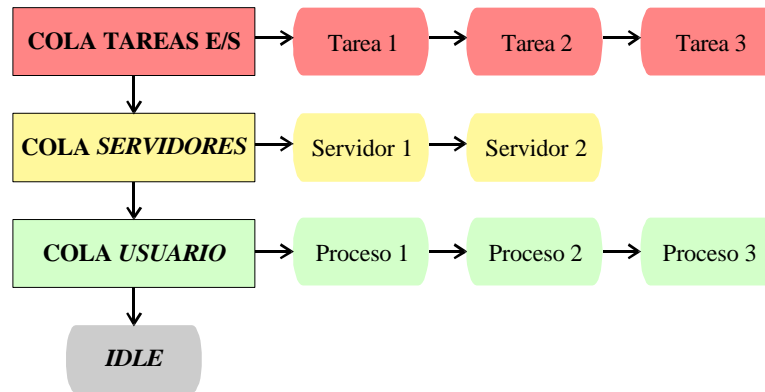 COLA TAREAS E/S Tarea 1 Tarea 2 Tarea 3
COLA SERVIDORES Servidor 1 Servidor 2
COLA USUARIO Proceso 1 Proceso 2 Proceso 3
IDLE